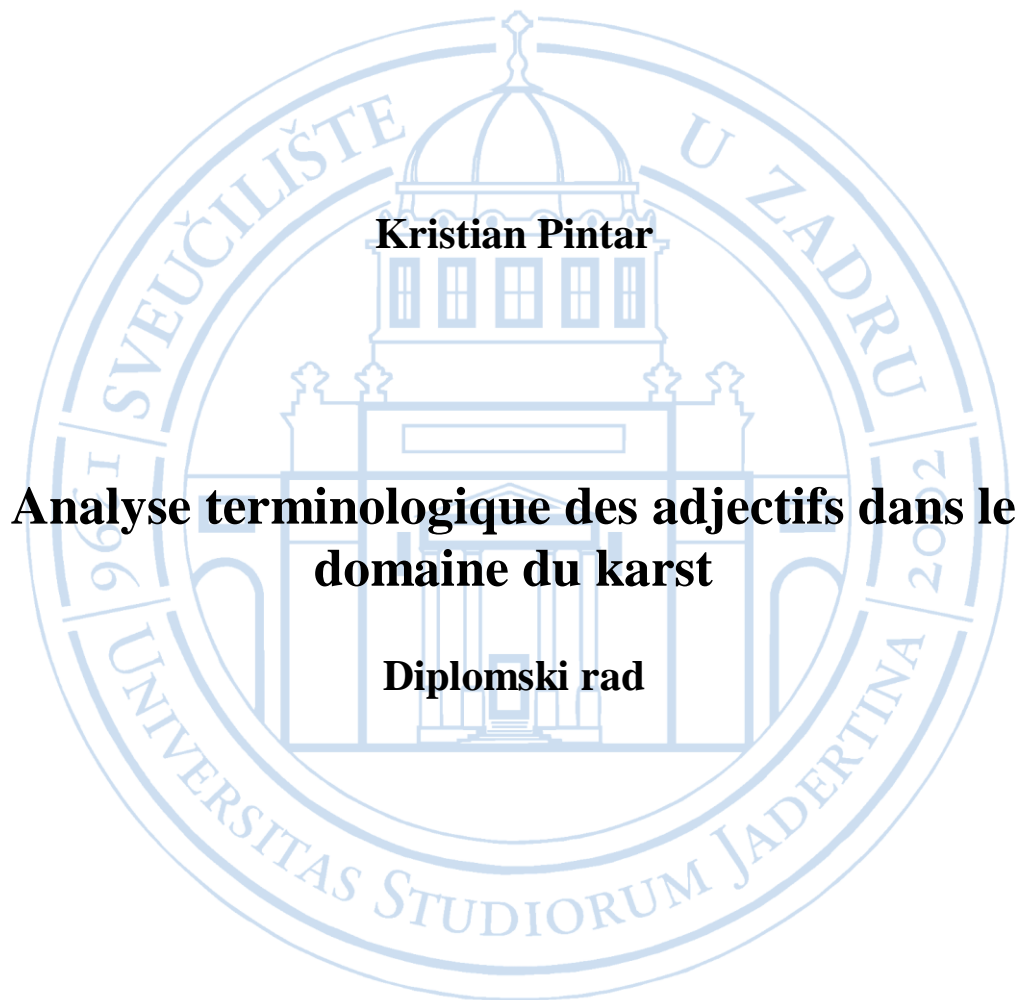 SVEUČILIŠTE U ZADRU
Kristian Pintar
1396
2002
Analyse terminologique des adjectifs dans le
domaine du karst
Diplomski rad
UNIVERSITAS STUDIORUM JADERTINA